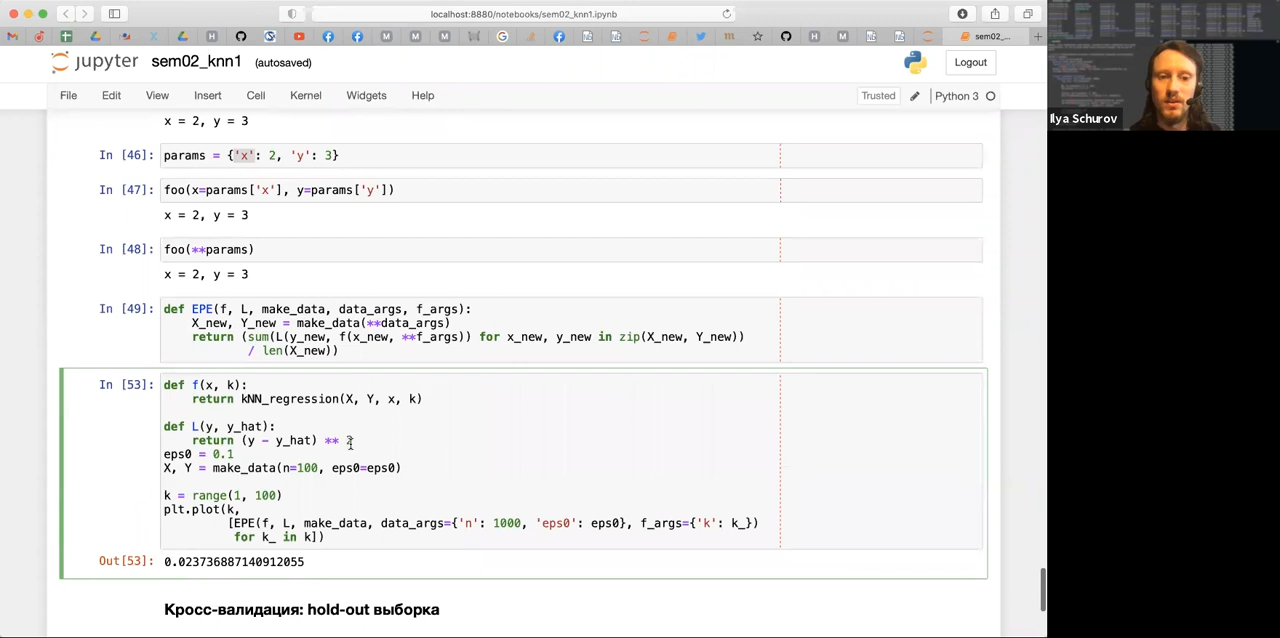 localhost:8880/notebooks/sem02_knn1.ipynb
sem02_...
jupyter sem02_knn1 (autosaved)
Logout
File Edit View Insert Cell Kernel Widgets Help
Trusted Python 3
x = 2, y = 3
In [46]: params = {'x': 2, 'y': 3}
In [47]: foo(x=params['x'], y=params['y'])
x = 2, y = 3
In [48]: foo(**params)
x = 2, y = 3
In [49]: def EPE(f, L, make_data, data_args, f_args):
X_new, Y_new = make_data(**data_args)
return (sum(L(y_new, f(x_new, **f_args)) for x_new, y_new in zip(X_new, Y_new))
/ len(X_new))
In [53]: def f(x, k):
return kNN_regression(X, Y, x, k)
def L(y, y_hat):
return (y - y_hat) ** 2
eps0 = 0.1
X, Y = make_data(n=100, eps0=eps0)
k = range(1, 100)
plt.plot(k,
[EPE(f, L, make_data, data_args={'n': 1000, 'eps0': eps0}, f_args={'k': k_})
for k_ in k])
Out[53]: 0.023736887140912055
Кросс-валидация: hold-out выборка
Ilya Schurov